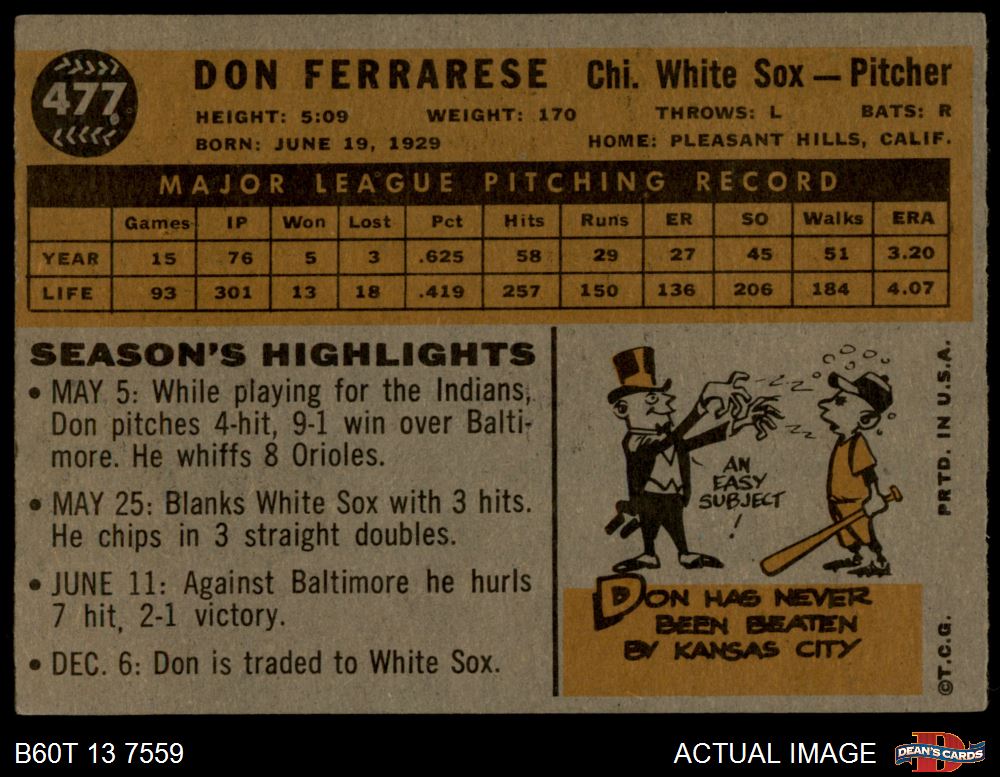 477
DON FERRARESE Chi. White Sox — Pitcher
HEIGHT: 5:09 WEIGHT: 170 THROWS: L BATS: R
BORN: JUNE 19, 1929 HOME: PLEASANT HILLS, CALIF.
MAJOR LEAGUE PITCHING RECORD
Games IP Won Lost Pct Hits Runs ER SO Walks ERA
YEAR 15 76 5 3 .625 58 29 27 45 51 3.20
LIFE 93 301 13 18 .419 257 150 136 206 184 4.07
SEASON'S HIGHLIGHTS
• MAY 5: While playing for the Indians,
Don pitches 4-hit, 9-1 win over Balti-
more. He whiffs 8 Orioles.
• MAY 25: Blanks White Sox with 3 hits.
He chips in 3 straight doubles.
• JUNE 11: Against Baltimore he hurls
7 hit, 2-1 victory.
• DEC. 6: Don is traded to White Sox.
Z-ZZ
ZZ
AN
EASY
SUBJECT
!
DON HAS NEVER
BEEN BEATEN
BY KANSAS CITY
PRTD. IN U.S.A.
©T.C.G.
B60T 13 7559
ACTUAL IMAGE
D
DEAN'S CARDS